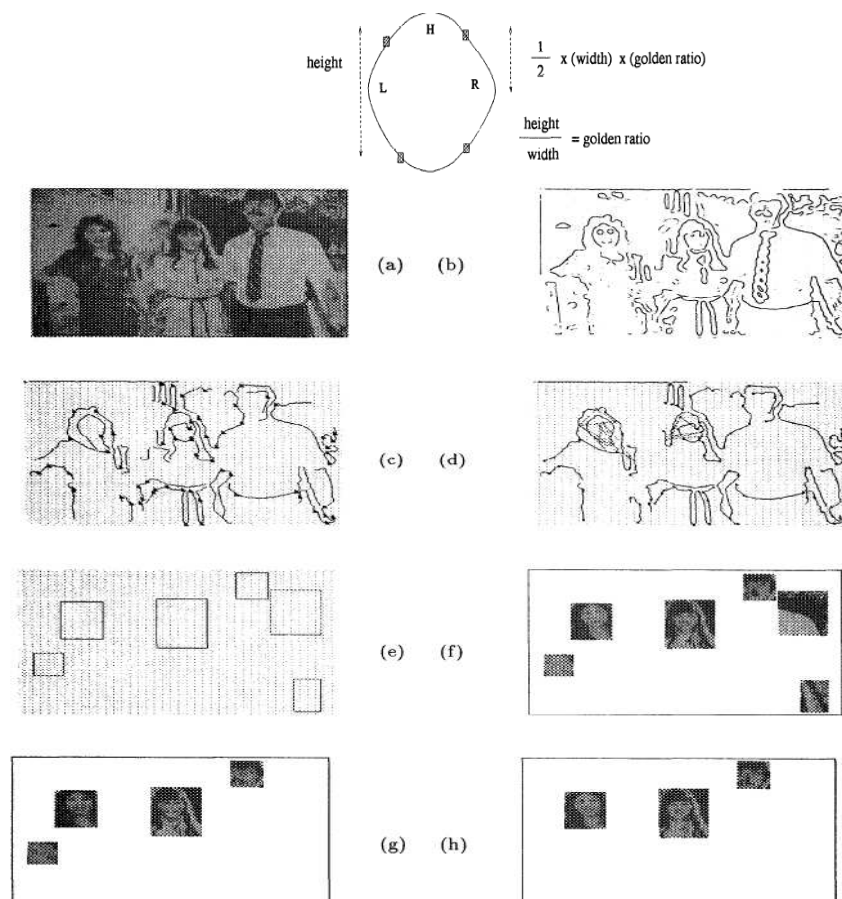 H
height
L
R
1
2
x (width) x (golden ratio)
height
width
= golden ratio
(a) (b)
(c) (d)
(e) (f)
(g) (h)